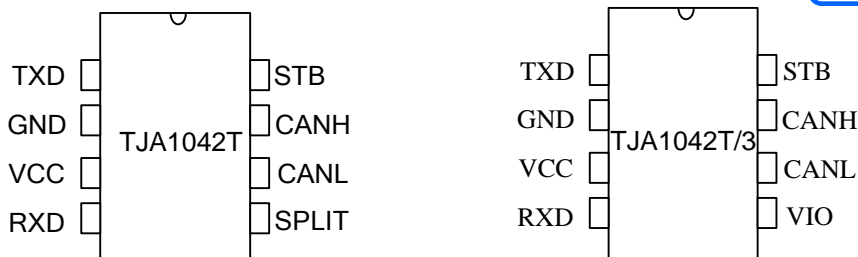 TXD
GND
VCC
RXD
TJA1042T
STB
CANH
CANL
SPLIT
TXD
GND
VCC
RXD
TJA1042T/3
STB
CANH
CANL
VIO